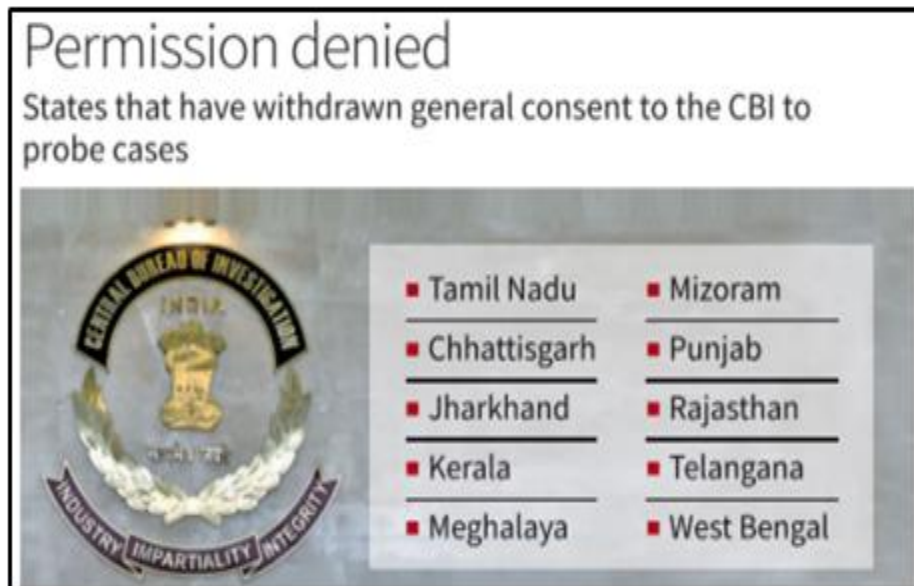 Permission denied
States that have withdrawn general consent to the CBI to
probe cases
CENTRAL BUREAU OF INVESTIGATION
INDIA
INDUSTRY IMPARTIALITY INTEGRITY
Tamil Nadu
Chhattisgarh
Jharkhand
Kerala
Meghalaya
Mizoram
Punjab
Rajasthan
Telangana
West Bengal